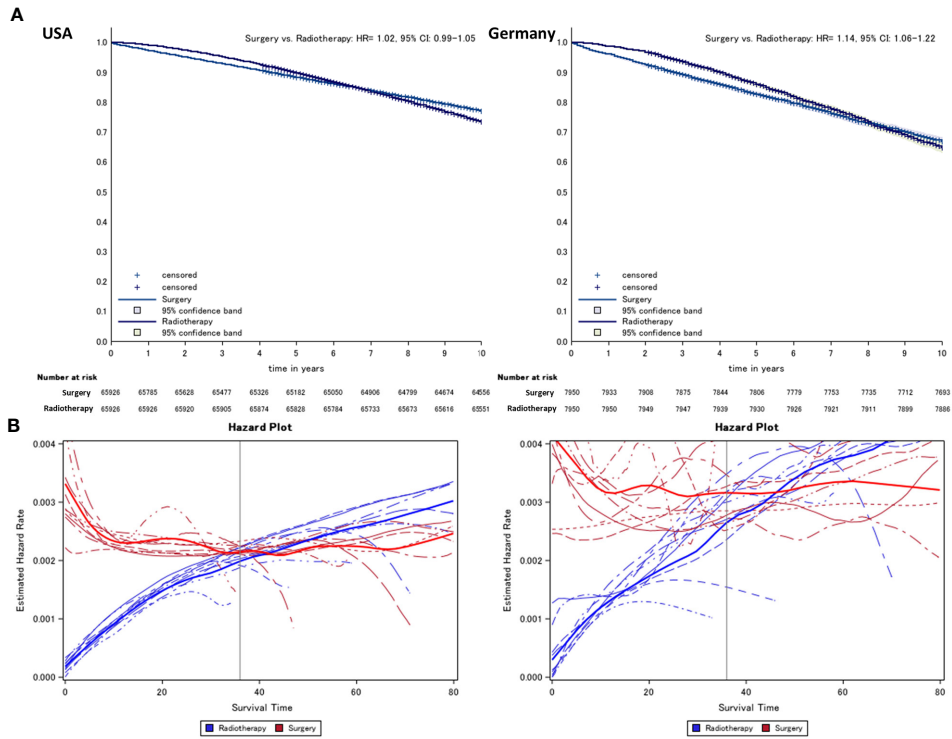 A
USA
Surgery vs. Radiotherapy: HR= 1.02, 95% CI: 0.99-1.05
1.0
0.9
0.8
0.7
0.6
0.5
0.4
0.3
0.2
0.1
0.0
censored
censored
Surgery
95% confidence band
Radiotherapy
95% confidence band
0 1 2 3 4 5 6 7 8 9 10
time in years
Number at risk
Surgery 65926 65785 65628 65477 65326 65182 65050 64906 64799 64674 64556
Radiotherapy 65926 65926 65920 65905 65874 65828 65784 65733 65673 65616 65551
Germany
Surgery vs. Radiotherapy: HR= 1.14, 95% CI: 1.06-1.22
1.0
0.9
0.8
0.7
0.6
0.5
0.4
0.3
0.2
0.1
0.0
censored
censored
Surgery
95% confidence band
Radiotherapy
95% confidence band
0 1 2 3 4 5 6 7 8 9 10
time in years
Number at risk
Surgery 7950 7933 7908 7875 7844 7806 7779 7753 7735 7712 7693
Radiotherapy 7950 7950 7949 7947 7939 7930 7926 7921 7911 7899 7886
B
Hazard Plot
Estimated Hazard Rate
0.004
0.003
0.002
0.001
0.000
0 20 40 60 80
Survival Time
Radiotherapy Surgery
Hazard Plot
Estimated Hazard Rate
0.004
0.003
0.002
0.001
0.000
0 20 40 60 80
Survival Time
Radiotherapy Surgery